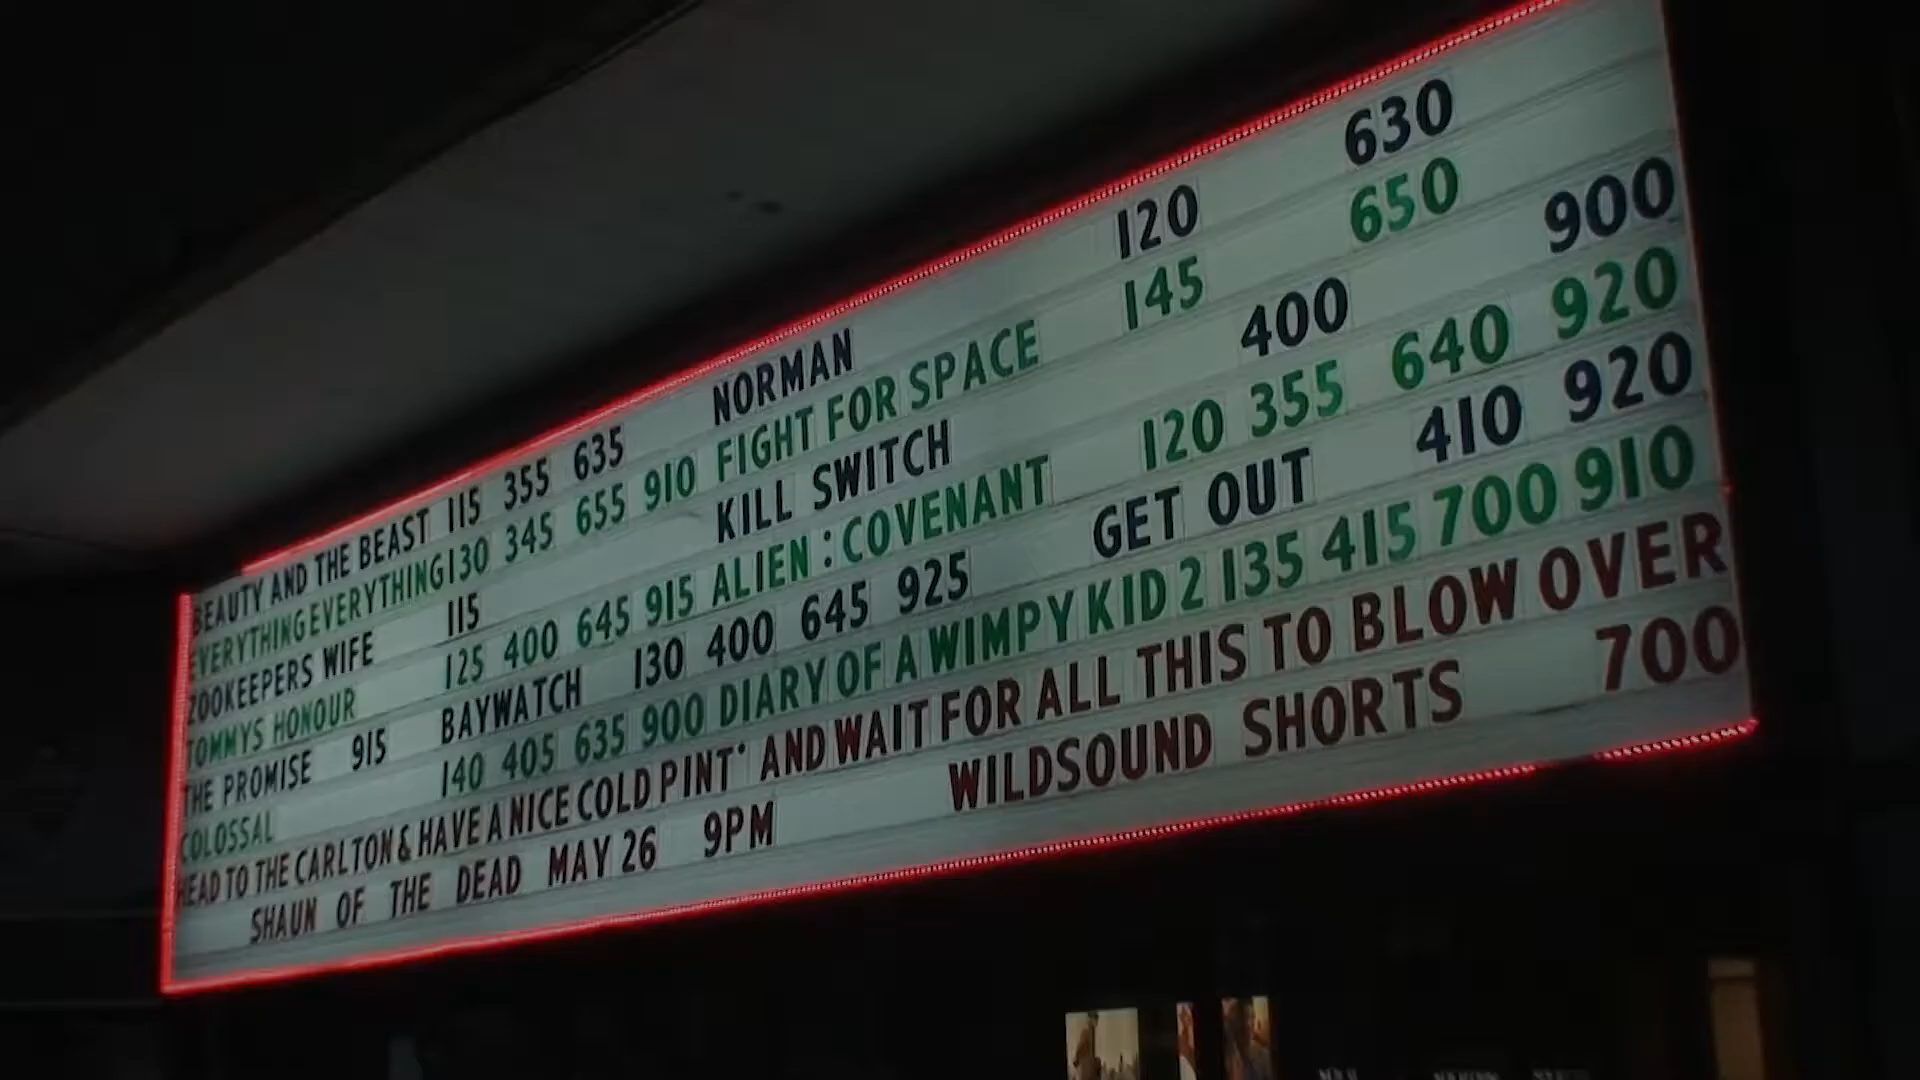 BEAUTY AND THE BEAST 115 355 635 NORMAN 120 630
EVERYTHINGEVERYTHING130 345 655 910 FIGHT FOR SPACE 145 650
ZOOKEEPERS WIFE 115 KILL SWITCH 400 900
TOMMYS HONOUR 125 400 645 915 ALIEN : COVENANT 120 355 640 920
THE PROMISE 915 BAYWATCH 130 400 645 925 GET OUT 410 920
COLOSSAL 140 405 635 900 DIARY OF A WIMPY KID 2 135 415 700 910
HEAD TO THE CARLTON & HAVE A NICE COLD PINT' AND WAIT FOR ALL THIS TO BLOW OVER
SHAUN OF THE DEAD MAY 26 9PM WILDSOUND SHORTS 700